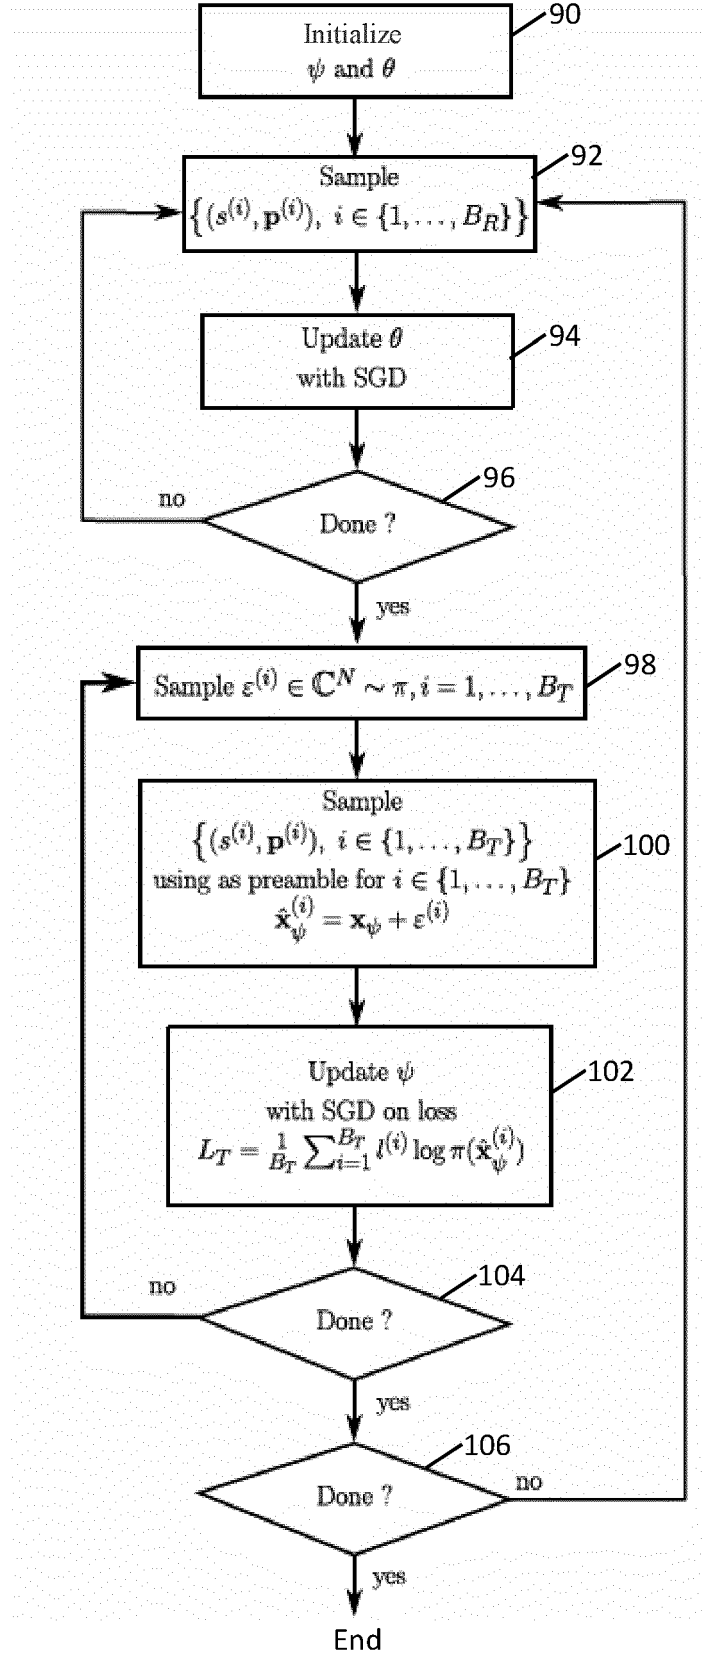 90
Initialize
ψ and θ
92
Sample
{(s^(i), p^(i)), i ∈ {1, …, B_R}}
94
Update θ
with SGD
96
no
Done ?
yes
98
Sample ε^(i) ∈ ℂ^N ∼ π, i = 1, …, B_T
100
Sample
{(s^(i), p^(i)), i ∈ {1, …, B_T}}
using as preamble for i ∈ {1, …, B_T}
x̂_ψ^(i) = x_ψ + ε^(i)
102
Update ψ
with SGD on loss
L_T = 1/B_T ∑_{i=1}^{B_T} l^(i) log π(x̂_ψ^(i))
104
no
Done ?
yes
106
Done ?
no
yes
End